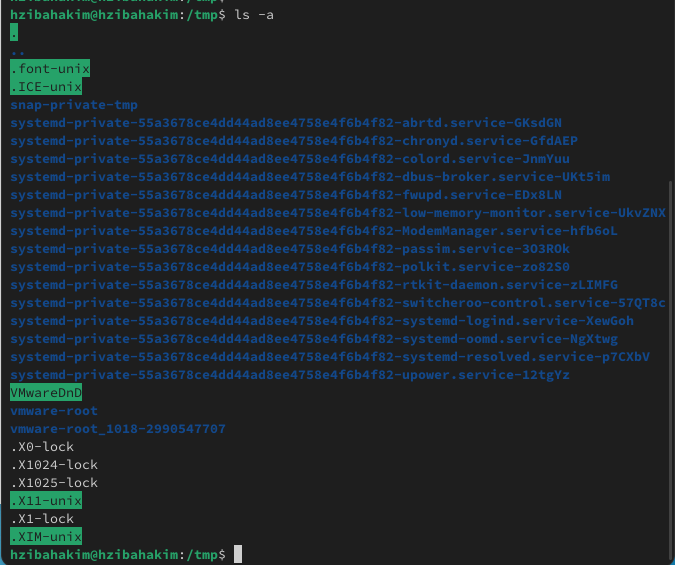 hzibahakim@hzibahakim:/tmp$
hzibahakim@hzibahakim:/tmp$ ls -a
.
..
.font-unix
.ICE-unix
snap-private-tmp
systemd-private-55a3678ce4dd44ad8ee4758e4f6b4f82-abrtd.service-GKsdGN
systemd-private-55a3678ce4dd44ad8ee4758e4f6b4f82-chronyd.service-GfdAEP
systemd-private-55a3678ce4dd44ad8ee4758e4f6b4f82-colord.service-JnmYuu
systemd-private-55a3678ce4dd44ad8ee4758e4f6b4f82-dbus-broker.service-UKt5im
systemd-private-55a3678ce4dd44ad8ee4758e4f6b4f82-fwupd.service-EDx8LN
systemd-private-55a3678ce4dd44ad8ee4758e4f6b4f82-low-memory-monitor.service-UkvZNX
systemd-private-55a3678ce4dd44ad8ee4758e4f6b4f82-ModemManager.service-hfb6oL
systemd-private-55a3678ce4dd44ad8ee4758e4f6b4f82-passim.service-3O3ROk
systemd-private-55a3678ce4dd44ad8ee4758e4f6b4f82-polkit.service-zo82S0
systemd-private-55a3678ce4dd44ad8ee4758e4f6b4f82-rtkit-daemon.service-zLIMFG
systemd-private-55a3678ce4dd44ad8ee4758e4f6b4f82-switcheroo-control.service-57QT8c
systemd-private-55a3678ce4dd44ad8ee4758e4f6b4f82-systemd-logind.service-XewGoh
systemd-private-55a3678ce4dd44ad8ee4758e4f6b4f82-systemd-oomd.service-NgXtwg
systemd-private-55a3678ce4dd44ad8ee4758e4f6b4f82-systemd-resolved.service-p7CXbV
systemd-private-55a3678ce4dd44ad8ee4758e4f6b4f82-upower.service-12tgYz
VMwareDnD
vmware-root
vmware-root_1018-2990547707
.X0-lock
.X1024-lock
.X1025-lock
.X11-unix
.X1-lock
.XIM-unix
hzibahakim@hzibahakim:/tmp$